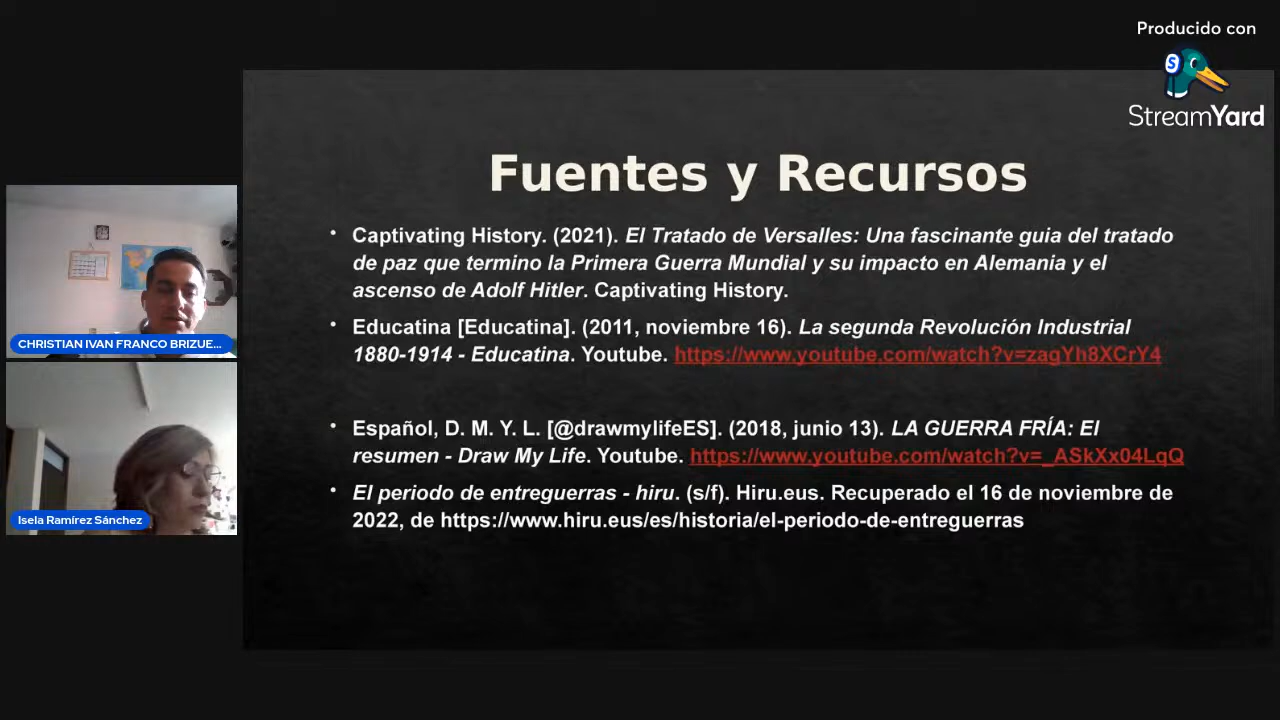 Producido con
StreamYard
Fuentes y Recursos
• Captivating History. (2021). El Tratado de Versalles: Una fascinante guia del tratado
de paz que termino la Primera Guerra Mundial y su impacto en Alemania y el
ascenso de Adolf Hitler. Captivating History.
• Educatina [Educatina]. (2011, noviembre 16). La segunda Revolución Industrial
1880-1914 - Educatina. Youtube. https://www.youtube.com/watch?v=zagYh8XCrY4
• Español, D. M. Y. L. [@drawmylifeES]. (2018, junio 13). LA GUERRA FRÍA: El
resumen - Draw My Life. Youtube. https://www.youtube.com/watch?v=_ASkXx04LqQ
• El periodo de entreguerras - hiru. (s/f). Hiru.eus. Recuperado el 16 de noviembre de
2022, de https://www.hiru.eus/es/historia/el-periodo-de-entreguerras
CHRISTIAN IVAN FRANCO BRIZUE...
Isela Ramírez Sánchez